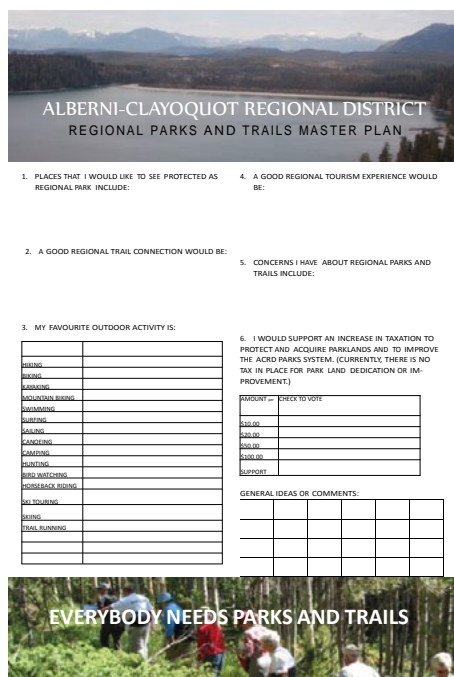 ALBERNI-CLAYOQUOT REGIONAL DISTRICT
REGIONAL PARKS AND TRAILS MASTER PLAN
1. PLACES THAT I WOULD LIKE TO SEE PROTECTED AS
REGIONAL PARK INCLUDE:
2. A GOOD REGIONAL TRAIL CONNECTION WOULD BE:
3. MY FAVOURITE OUTDOOR ACTIVITY IS:
HIKING
BIKING
KAYAKING
MOUNTAIN BIKING
SWIMMING
SURFING
SAILING
CANOEING
CAMPING
HUNTING
BIRD WATCHING
HORSEBACK RIDING
SKI TOURING
SKIING
TRAIL RUNNING
4. A GOOD REGIONAL TOURISM EXPERIENCE WOULD
BE:
5. CONCERNS I HAVE ABOUT REGIONAL PARKS AND
TRAILS INCLUDE:
6. I WOULD SUPPORT AN INCREASE IN TAXATION TO
PROTECT AND ACQUIRE PARKLANDS AND TO IMPROVE
THE ACRD PARKS SYSTEM. (CURRENTLY, THERE IS NO
TAX IN PLACE FOR PARK LAND DEDICATION OR IM-
PROVEMENT.)
AMOUNT per CHECK TO VOTE
$10.00
$20.00
$50.00
$100.00
SUPPORT
GENERAL IDEAS OR COMMENTS:
EVERYBODY NEEDS PARKS AND TRAILS